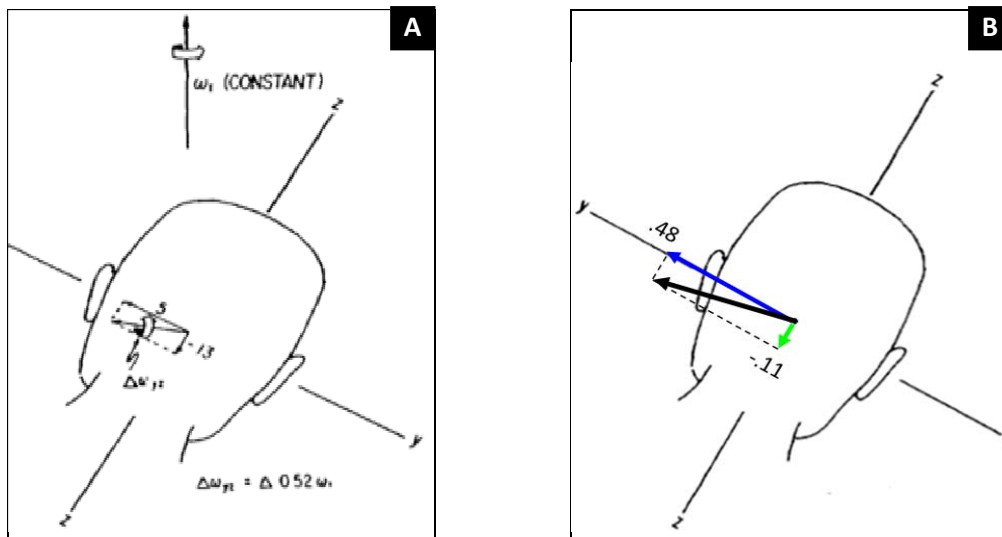 A
ω₁ (CONSTANT)
z
.5
-.13
Δω_yz
y
Δω_yz = Δ 0.52 ω₁
z
B
z
y
.48
-.11
z